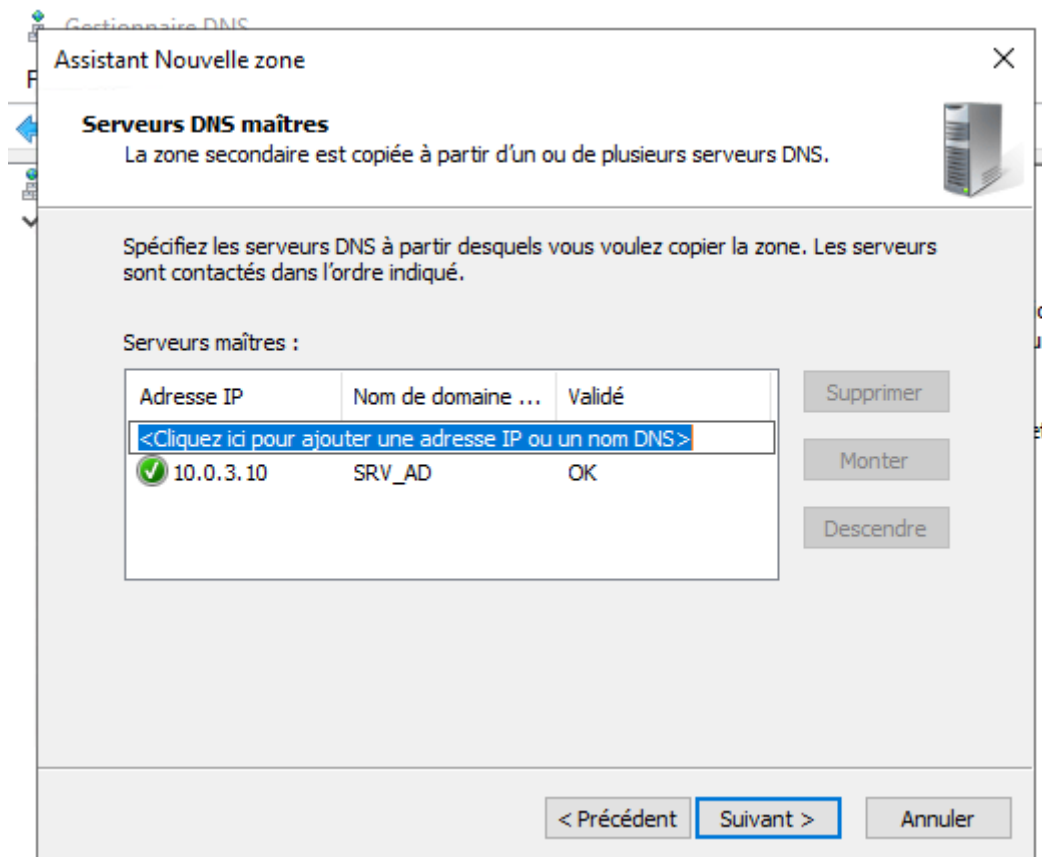 Gestionnaire DNS
Assistant Nouvelle zone
Serveurs DNS maîtres
La zone secondaire est copiée à partir d'un ou de plusieurs serveurs DNS.
Spécifiez les serveurs DNS à partir desquels vous voulez copier la zone. Les serveurs
sont contactés dans l'ordre indiqué.
Serveurs maîtres :
Adresse IP Nom de domaine ... Validé
<Cliquez ici pour ajouter une adresse IP ou un nom DNS>
10.0.3.10 SRV_AD OK
Supprimer
Monter
Descendre
< Précédent Suivant > Annuler